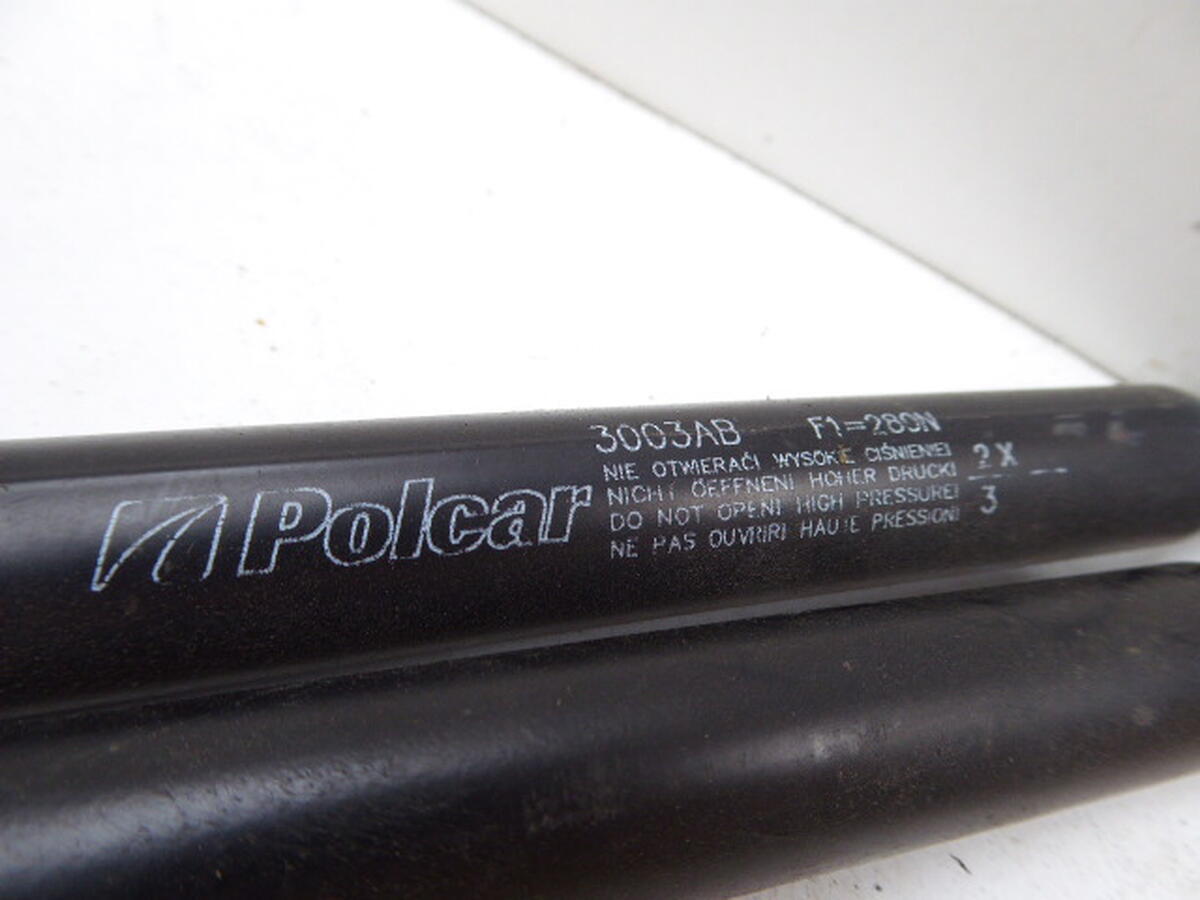 Polcar
3003AB F1=280N
NIE OTWIERAĆ! WYSOKIE CIŚNIENIE!
NICHT ÖFFNEN! HOHER DRUCK!
DO NOT OPEN! HIGH PRESSURE!
NE PAS OUVRIR! HAUTE PRESSION!
2X
3